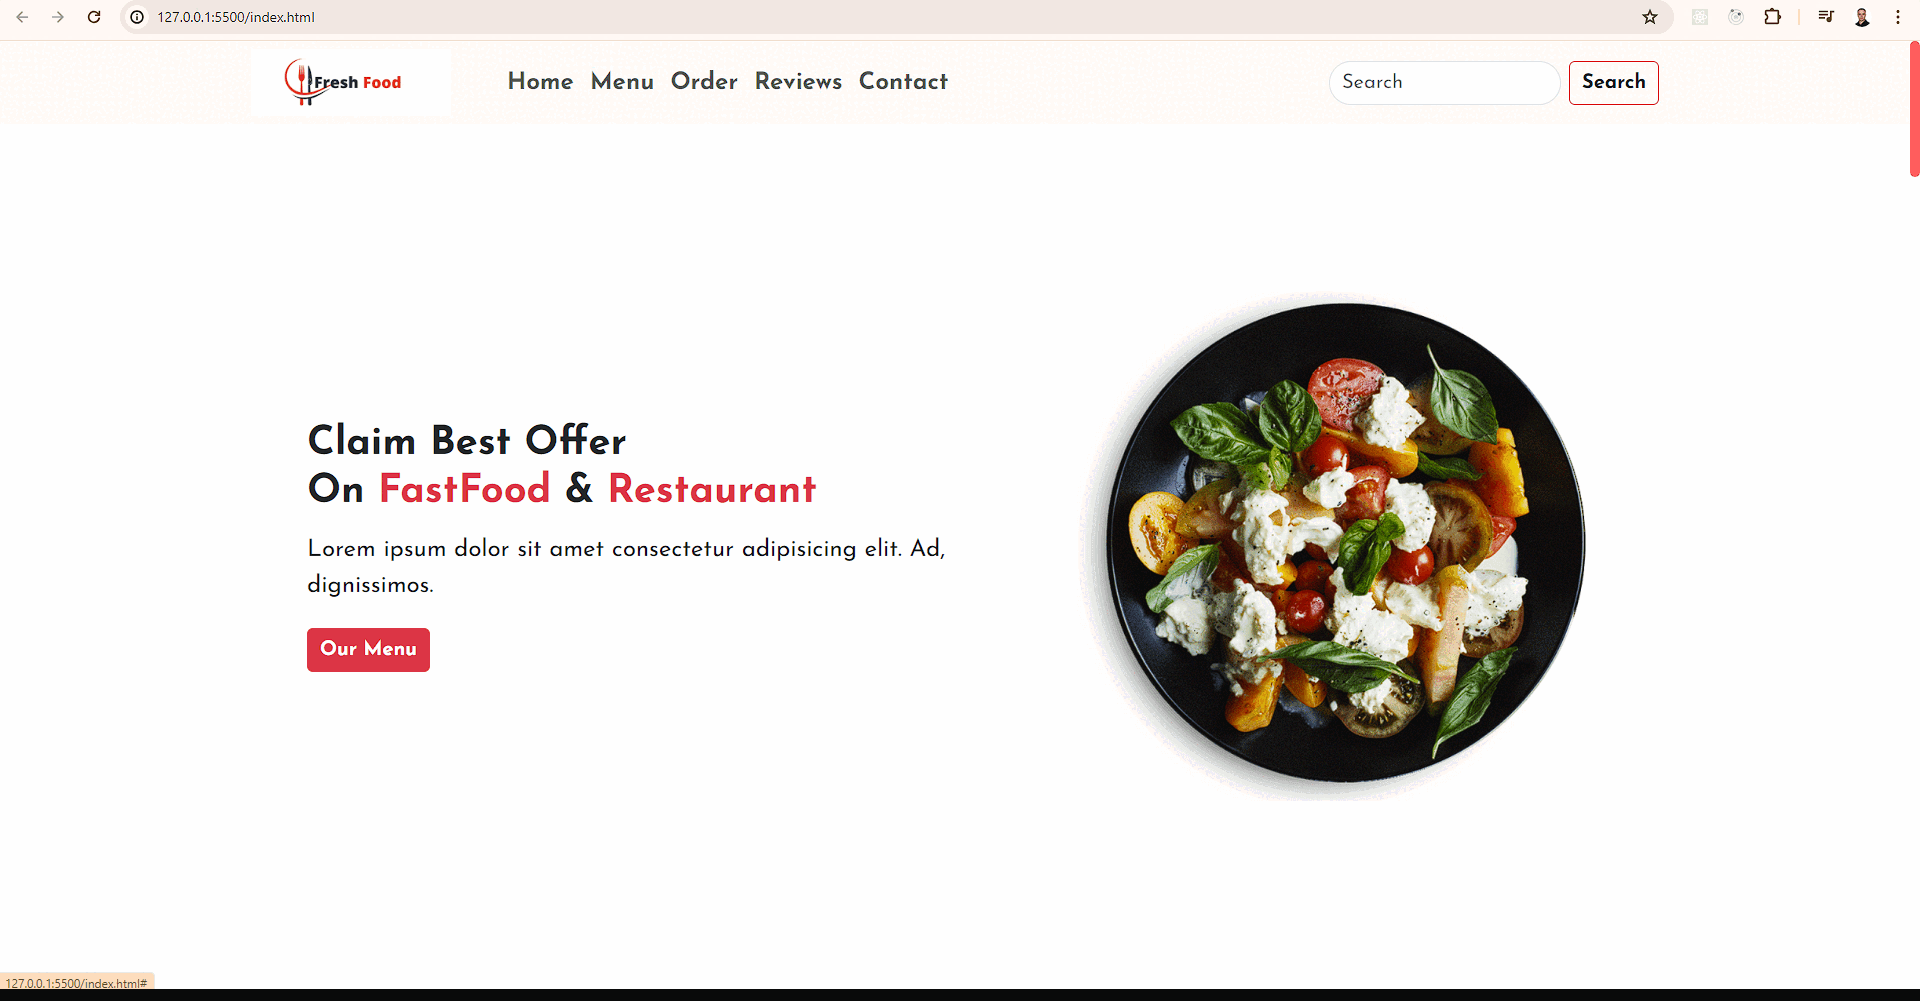 127.0.0.1:5500/index.html
Fresh Food
Home Menu Order Reviews Contact
Search
Search
Claim Best Offer
On FastFood & Restaurant
Lorem ipsum dolor sit amet consectetur adipisicing elit. Ad,
dignissimos.
Our Menu
127.0.0.1:5500/index.html#